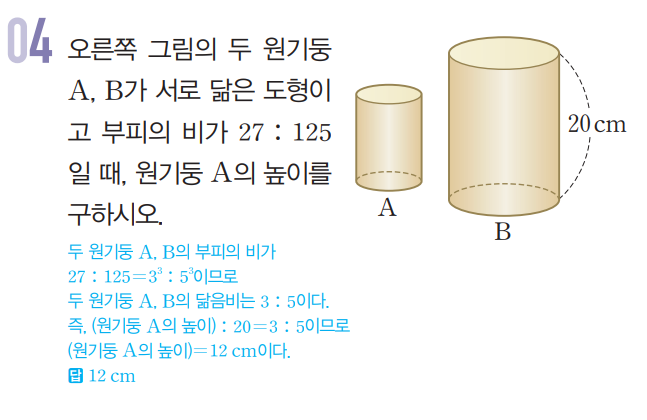 04
오른쪽 그림의 두 원기둥
A, B가 서로 닮은 도형이
고 부피의 비가 27 : 125
일 때, 원기둥 A의 높이를
구하시오.
20 cm
A
B
두 원기둥 A, B의 부피의 비가
27 : 125=3³ : 5³이므로
두 원기둥 A, B의 닮음비는 3 : 5이다.
즉, (원기둥 A의 높이) : 20=3 : 5이므로
(원기둥 A의 높이)=12 cm이다.
답 12 cm